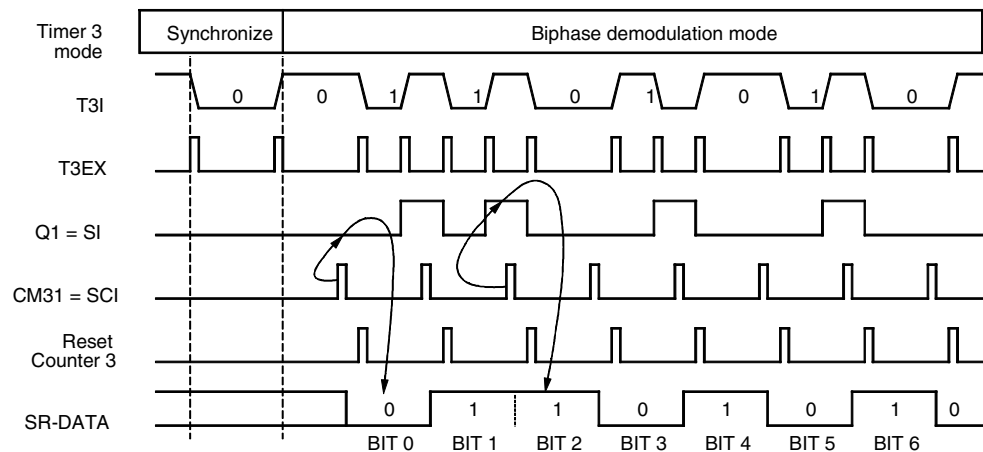 Timer 3
mode
Synchronize
Biphase demodulation mode
T3I
0
0
1
1
0
1
0
1
0
T3EX
Q1 = SI
CM31 = SCI
Reset
Counter 3
SR-DATA
0
1
1
0
1
0
1
0
BIT 0
BIT 1
BIT 2
BIT 3
BIT 4
BIT 5
BIT 6